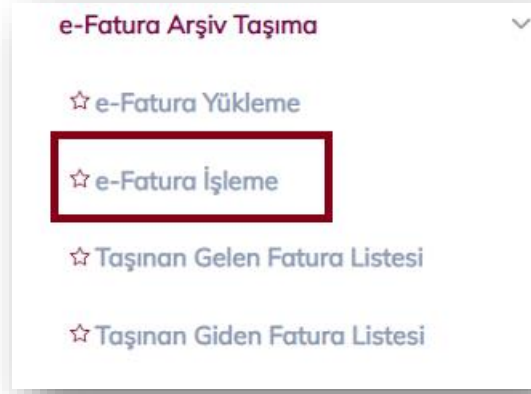 e-Fatura Arşiv Taşıma
e-Fatura Yükleme
e-Fatura İşleme
Taşınan Gelen Fatura Listesi
Taşınan Giden Fatura Listesi